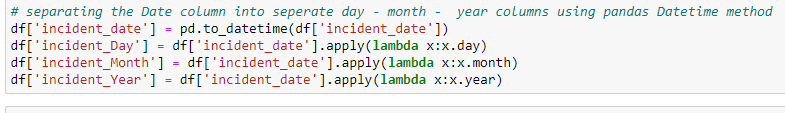 # separating the Date column into seperate day - month -  year columns using pandas Datetime method
df['incident_date'] = pd.to_datetime(df['incident_date'])
df['incident_Day'] = df['incident_date'].apply(lambda x:x.day)
df['incident_Month'] = df['incident_date'].apply(lambda x:x.month)
df['incident_Year'] = df['incident_date'].apply(lambda x:x.year)